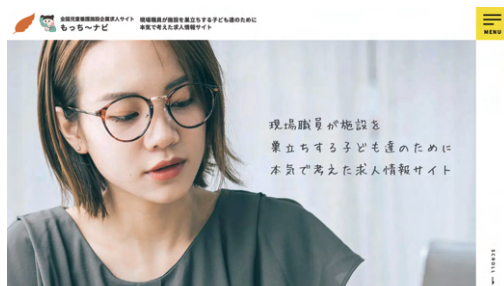 全国児童養護施設企業求人サイト
もっち〜ナビ
現場職員が施設を巣立ちする子ども達のために
本気で考えた求人情報サイト
MENU
現場職員が施設を
巣立ちする子ども達のために
本気で考えた求人情報サイト
SCROLL